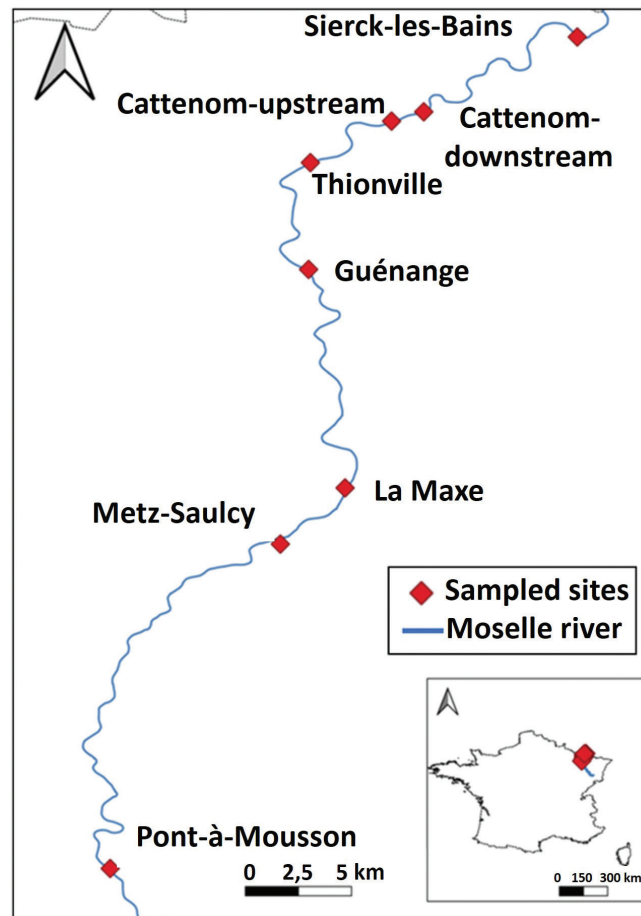 Sierck-les-Bains
Cattenom-upstream
Cattenom-
downstream
Thionville
Guénange
La Maxe
Metz-Saulcy
Sampled sites
Moselle river
Pont-à-Mousson
0 2,5 5 km
0 150 300 km